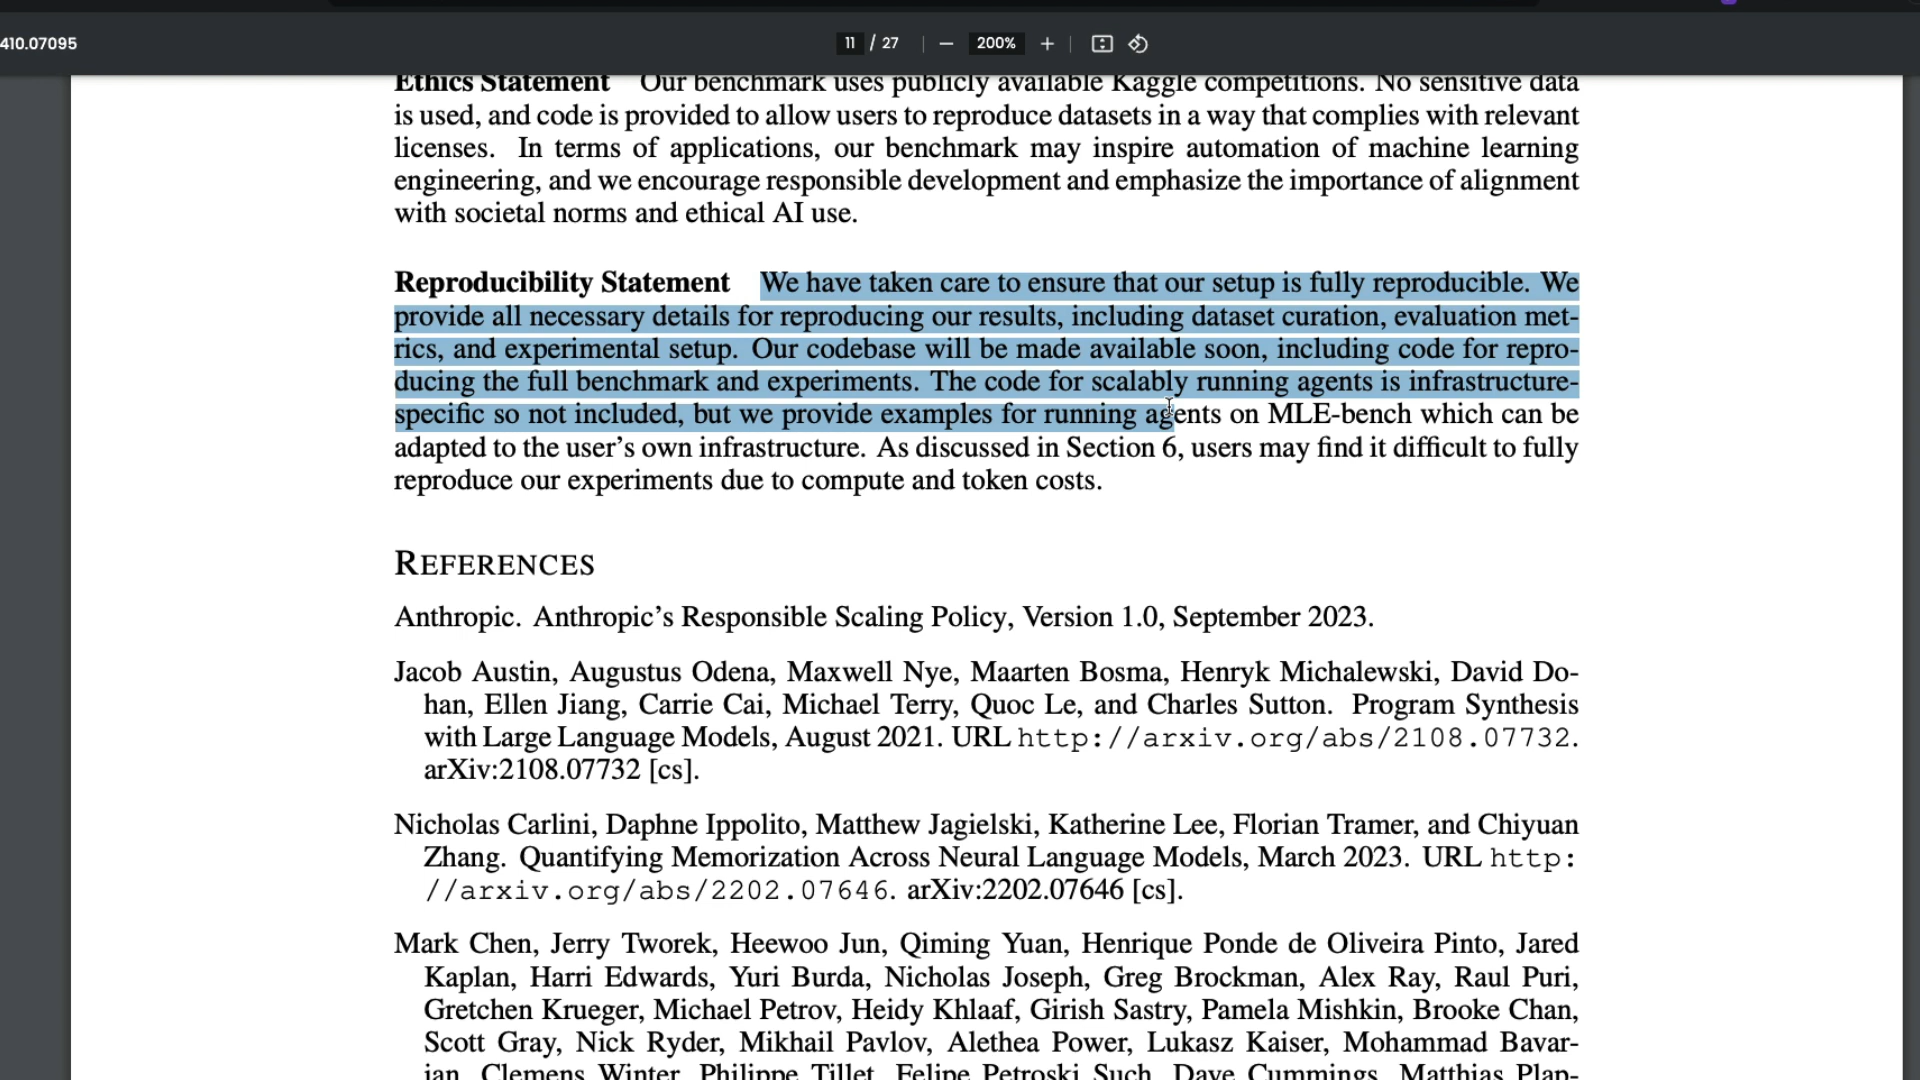 410.07095
11 / 27
200%
Ethics Statement Our benchmark uses publicly available Kaggle competitions. No sensitive data
is used, and code is provided to allow users to reproduce datasets in a way that complies with relevant
licenses. In terms of applications, our benchmark may inspire automation of machine learning
engineering, and we encourage responsible development and emphasize the importance of alignment
with societal norms and ethical AI use.
Reproducibility Statement We have taken care to ensure that our setup is fully reproducible. We
provide all necessary details for reproducing our results, including dataset curation, evaluation met-
rics, and experimental setup. Our codebase will be made available soon, including code for repro-
ducing the full benchmark and experiments. The code for scalably running agents is infrastructure-
specific so not included, but we provide examples for running agents on MLE-bench which can be
adapted to the user's own infrastructure. As discussed in Section 6, users may find it difficult to fully
reproduce our experiments due to compute and token costs.
REFERENCES
Anthropic. Anthropic's Responsible Scaling Policy, Version 1.0, September 2023.
Jacob Austin, Augustus Odena, Maxwell Nye, Maarten Bosma, Henryk Michalewski, David Do-
han, Ellen Jiang, Carrie Cai, Michael Terry, Quoc Le, and Charles Sutton. Program Synthesis
with Large Language Models, August 2021. URL http://arxiv.org/abs/2108.07732.
arXiv:2108.07732 [cs].
Nicholas Carlini, Daphne Ippolito, Matthew Jagielski, Katherine Lee, Florian Tramer, and Chiyuan
Zhang. Quantifying Memorization Across Neural Language Models, March 2023. URL http:
//arxiv.org/abs/2202.07646. arXiv:2202.07646 [cs].
Mark Chen, Jerry Tworek, Heewoo Jun, Qiming Yuan, Henrique Ponde de Oliveira Pinto, Jared
Kaplan, Harri Edwards, Yuri Burda, Nicholas Joseph, Greg Brockman, Alex Ray, Raul Puri,
Gretchen Krueger, Michael Petrov, Heidy Khlaaf, Girish Sastry, Pamela Mishkin, Brooke Chan,
Scott Gray, Nick Ryder, Mikhail Pavlov, Alethea Power, Lukasz Kaiser, Mohammad Bavar-
ian, Clemens Winter, Philippe Tillet, Felipe Petroski Such, Dave Cummings, Matthias Plap-